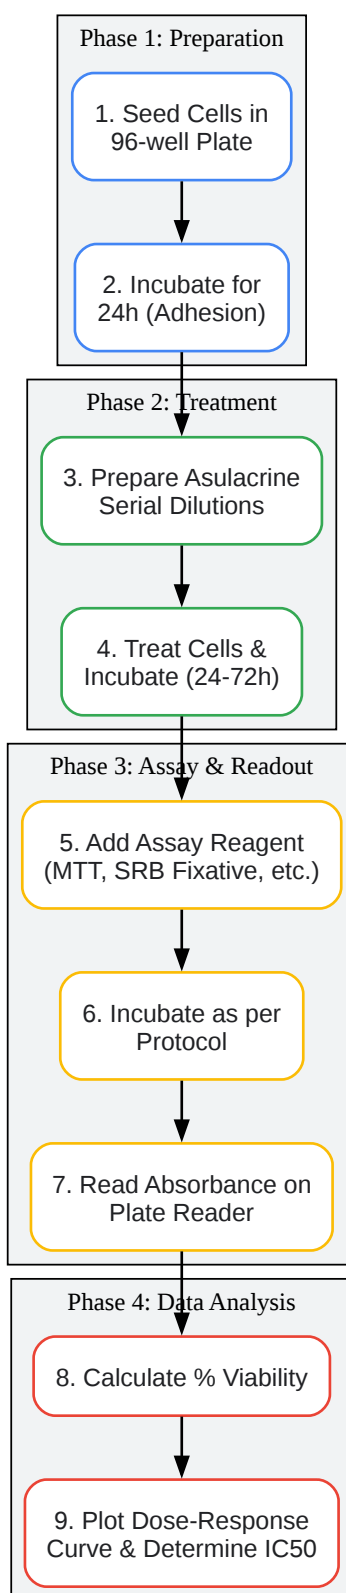 Phase 1: Preparation
1. Seed Cells in
96-well Plate
2. Incubate for
24h (Adhesion)
Phase 2: Treatment
3. Prepare Asulacrine
Serial Dilutions
4. Treat Cells &
Incubate (24-72h)
Phase 3: Assay & Readout
5. Add Assay Reagent
(MTT, SRB Fixative, etc.)
6. Incubate as per
Protocol
7. Read Absorbance on
Plate Reader
Phase 4: Data Analysis
8. Calculate % Viability
9. Plot Dose-Response
Curve & Determine IC50